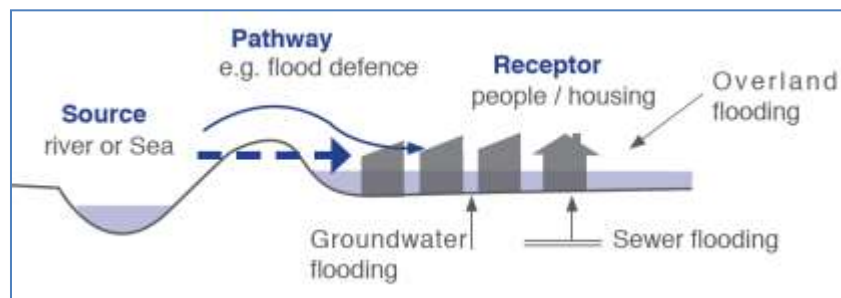 Pathway
e.g. flood defence
Source
river or Sea
Receptor
people / housing
Overland
flooding
Groundwater
flooding
Sewer flooding